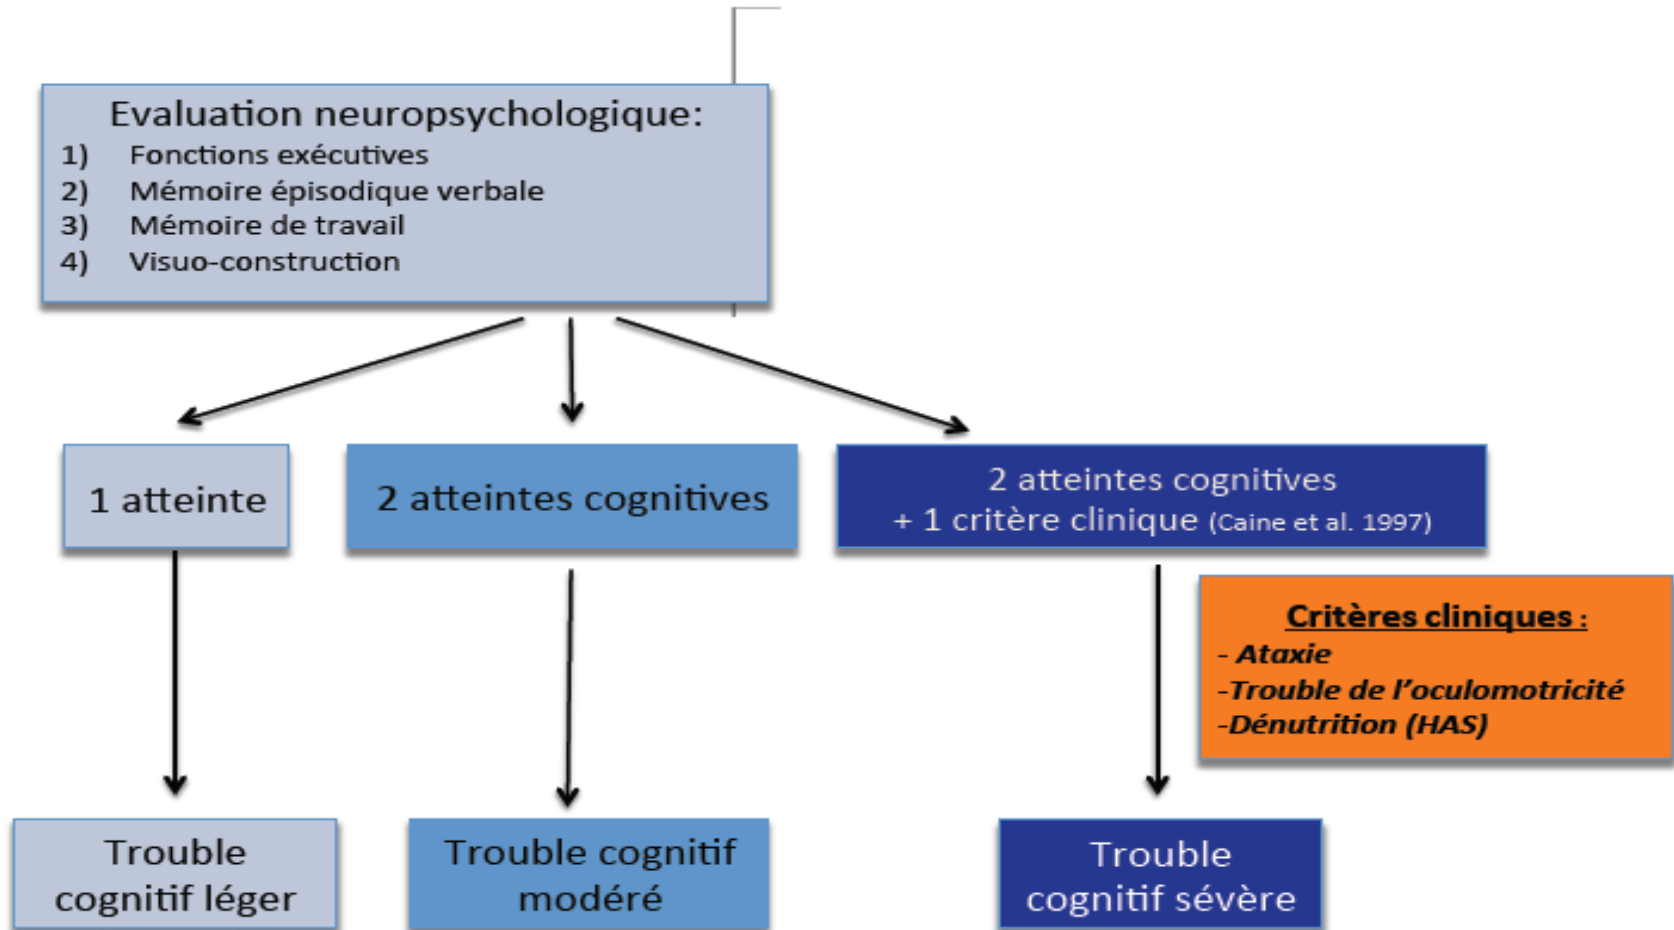 Evaluation neuropsychologique:
1) Fonctions exécutives
2) Mémoire épisodique verbale
3) Mémoire de travail
4) Visuo-construction
1 atteinte
2 atteintes cognitives
2 atteintes cognitives
+ 1 critère clinique (Caine et al. 1997)
Critères cliniques :
- Ataxie
-Trouble de l’oculomotricité
-Dénutrition (HAS)
Trouble
cognitif léger
Trouble cognitif
modéré
Trouble
cognitif sévère